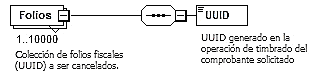 Folios
UUID
1..10000
Colección de folios fiscales
(UUID) a ser cancelados.
UUID generado en la
operación de timbrado del
comprobante solicitado